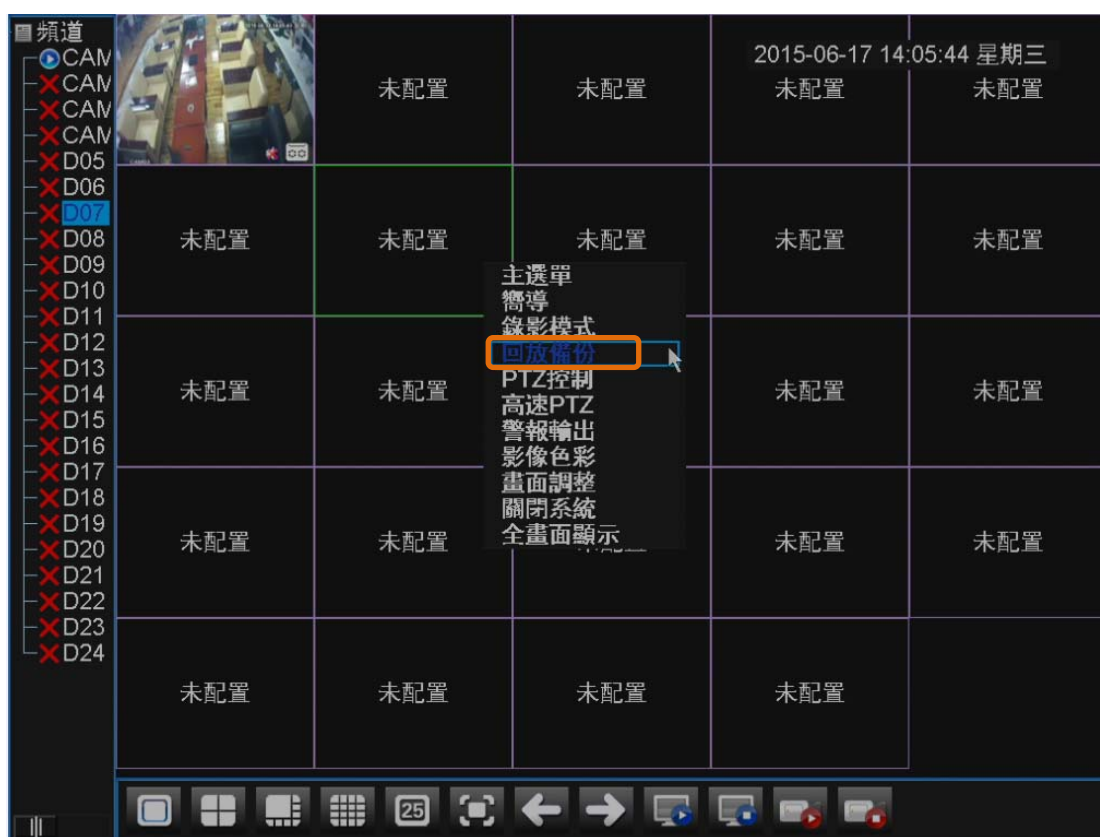 頻道
CAM
CAM
CAM
CAM
D05
D06
D07
D08
D09
D10
D11
D12
D13
D14
D15
D16
D17
D18
D19
D20
D21
D22
D23
D24
2015-06-17 14:05:44 星期三
未配置 未配置 未配置 未配置
未配置 未配置 未配置 未配置 未配置
主選單
嚮導
錄影模式
回放備份
PTZ控制
高速PTZ
警報輸出
影像色彩
畫面調整
關閉系統
全畫面顯示
未配置 未配置 未配置 未配置
未配置 未配置 未配置 未配置
未配置 未配置 未配置 未配置
25